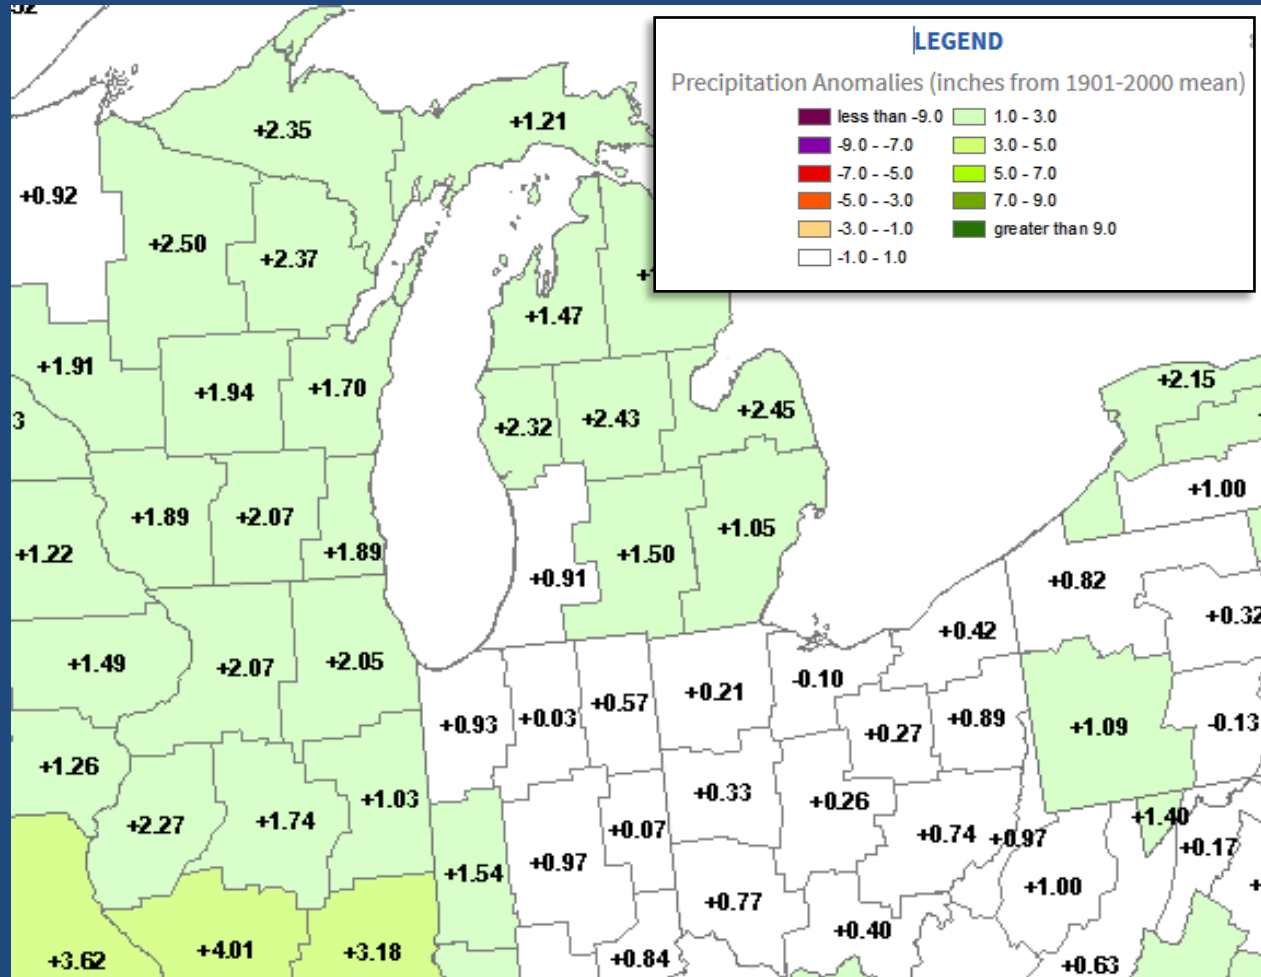 LEGEND
Precipitation Anomalies (inches from 1901-2000 mean)
less than -9.0 1.0 - 3.0
-9.0 - -7.0 3.0 - 5.0
-7.0 - -5.0 5.0 - 7.0
-5.0 - -3.0 7.0 - 9.0
-3.0 - -1.0 greater than 9.0
-1.0 - 1.0
+2.35 +1.21
+0.92
+2.50 +2.37
+1.47
+1.91
+1.94 +1.70
+2.15
+2.32 +2.43 +2.45
+1.00
+1.89 +2.07
+1.05
+1.22 +1.89 +1.50
+0.91 +0.82
+0.32
+0.42
+1.49 +2.07 +2.05
-0.10
+0.93 +0.03 +0.57 +0.21
+0.27 +0.89 +1.09 -0.13
+1.26
+1.03 +0.33 +0.26
+2.27 +1.74 +0.07 +1.40
+0.74 +0.97 +0.17
+1.54 +0.97
+1.00
+0.77
+0.40
+3.62 +4.01 +3.18 +0.84 +0.63